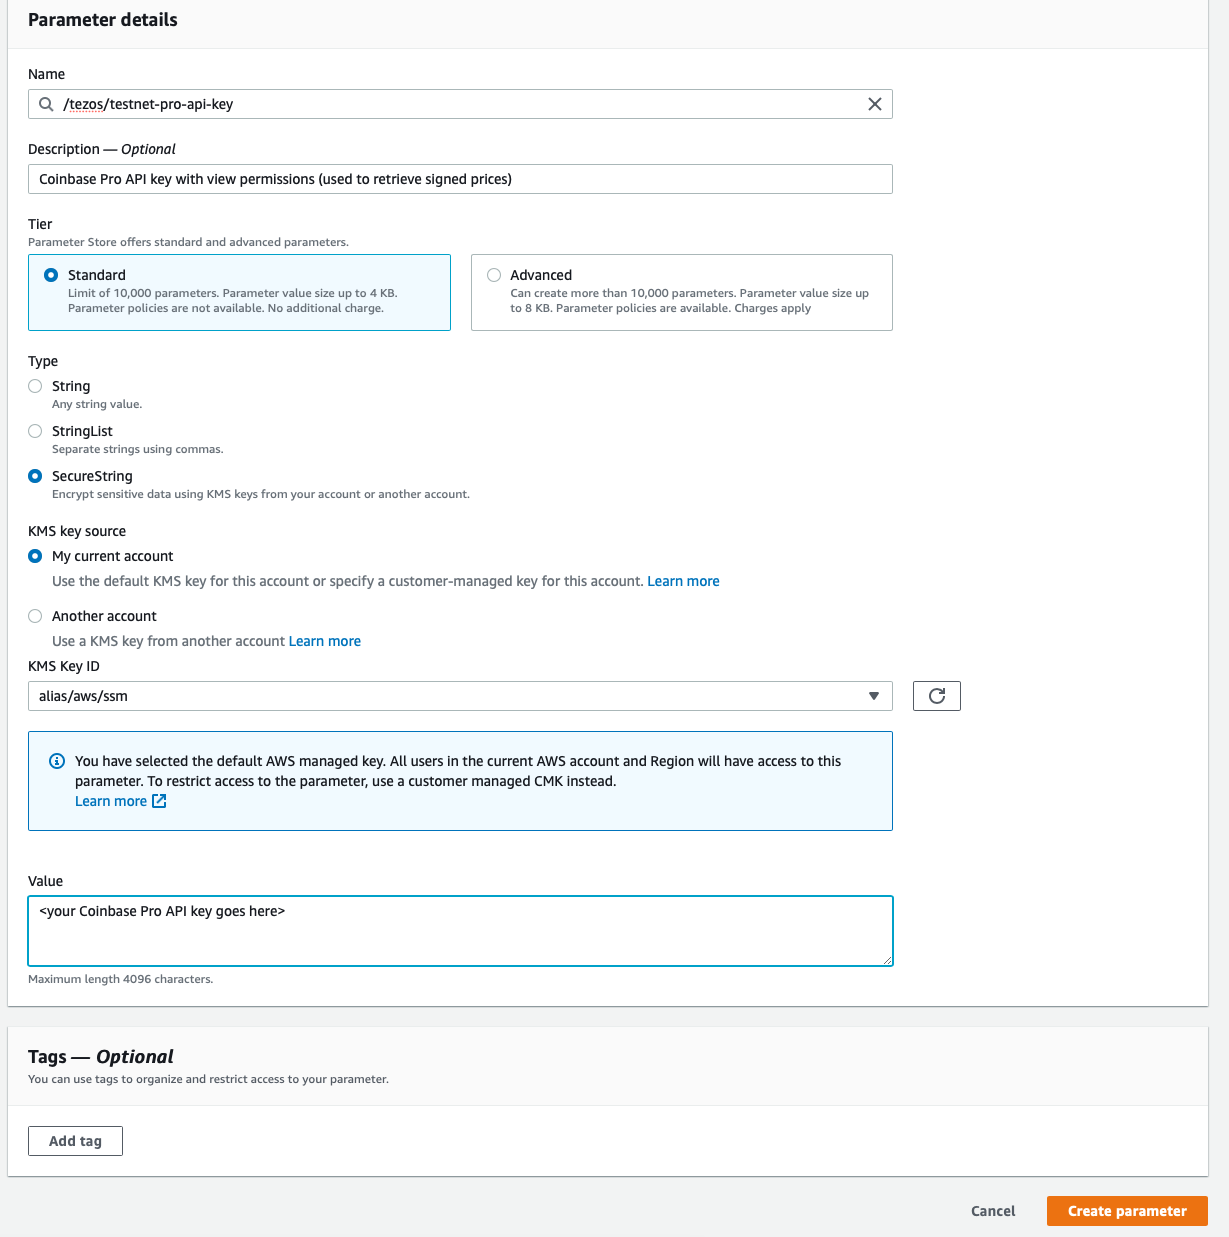 Parameter details
Name
/tezos/testnet-pro-api-key
Description — Optional
Coinbase Pro API key with view permissions (used to retrieve signed prices)
Tier
Parameter Store offers standard and advanced parameters.
Standard
Limit of 10,000 parameters. Parameter value size up to 4 KB.
Parameter policies are not available. No additional charge.
Advanced
Can create more than 10,000 parameters. Parameter value size up
to 8 KB. Parameter policies are available. Charges apply
Type
String
Any string value.
StringList
Separate strings using commas.
SecureString
Encrypt sensitive data using KMS keys from your account or another account.
KMS key source
My current account
Use the default KMS key for this account or specify a customer-managed key for this account. Learn more
Another account
Use a KMS key from another account Learn more
KMS Key ID
alias/aws/ssm
You have selected the default AWS managed key. All users in the current AWS account and Region will have access to this
parameter. To restrict access to the parameter, use a customer managed CMK instead.
Learn more
Value
<your Coinbase Pro API key goes here>
Maximum length 4096 characters.
Tags — Optional
You can use tags to organize and restrict access to your parameter.
Add tag
Cancel
Create parameter